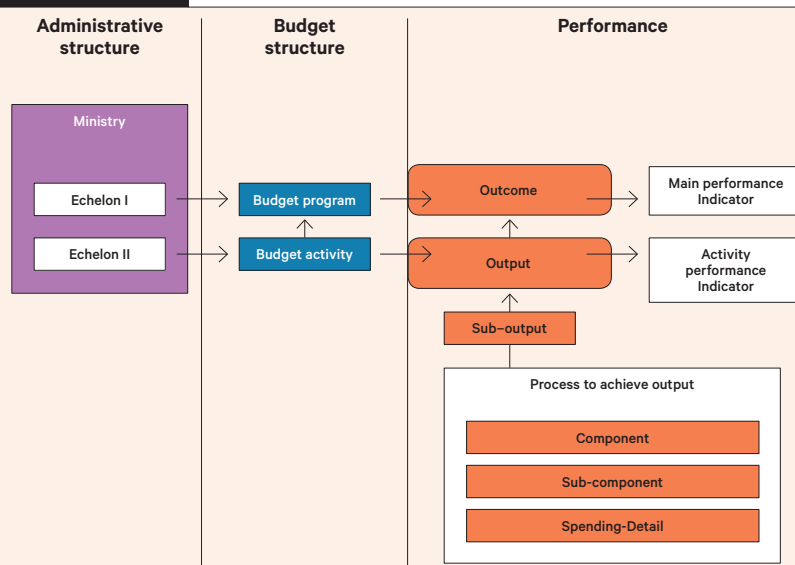 Administrative
structure
Budget
structure
Performance
Ministry
Echelon I
Budget program
Outcome
Main performance
Indicator
Echelon II
Budget activity
Output
Activity
performance
Indicator
Sub-output
Process to achieve output
Component
Sub-component
Spending-Detail